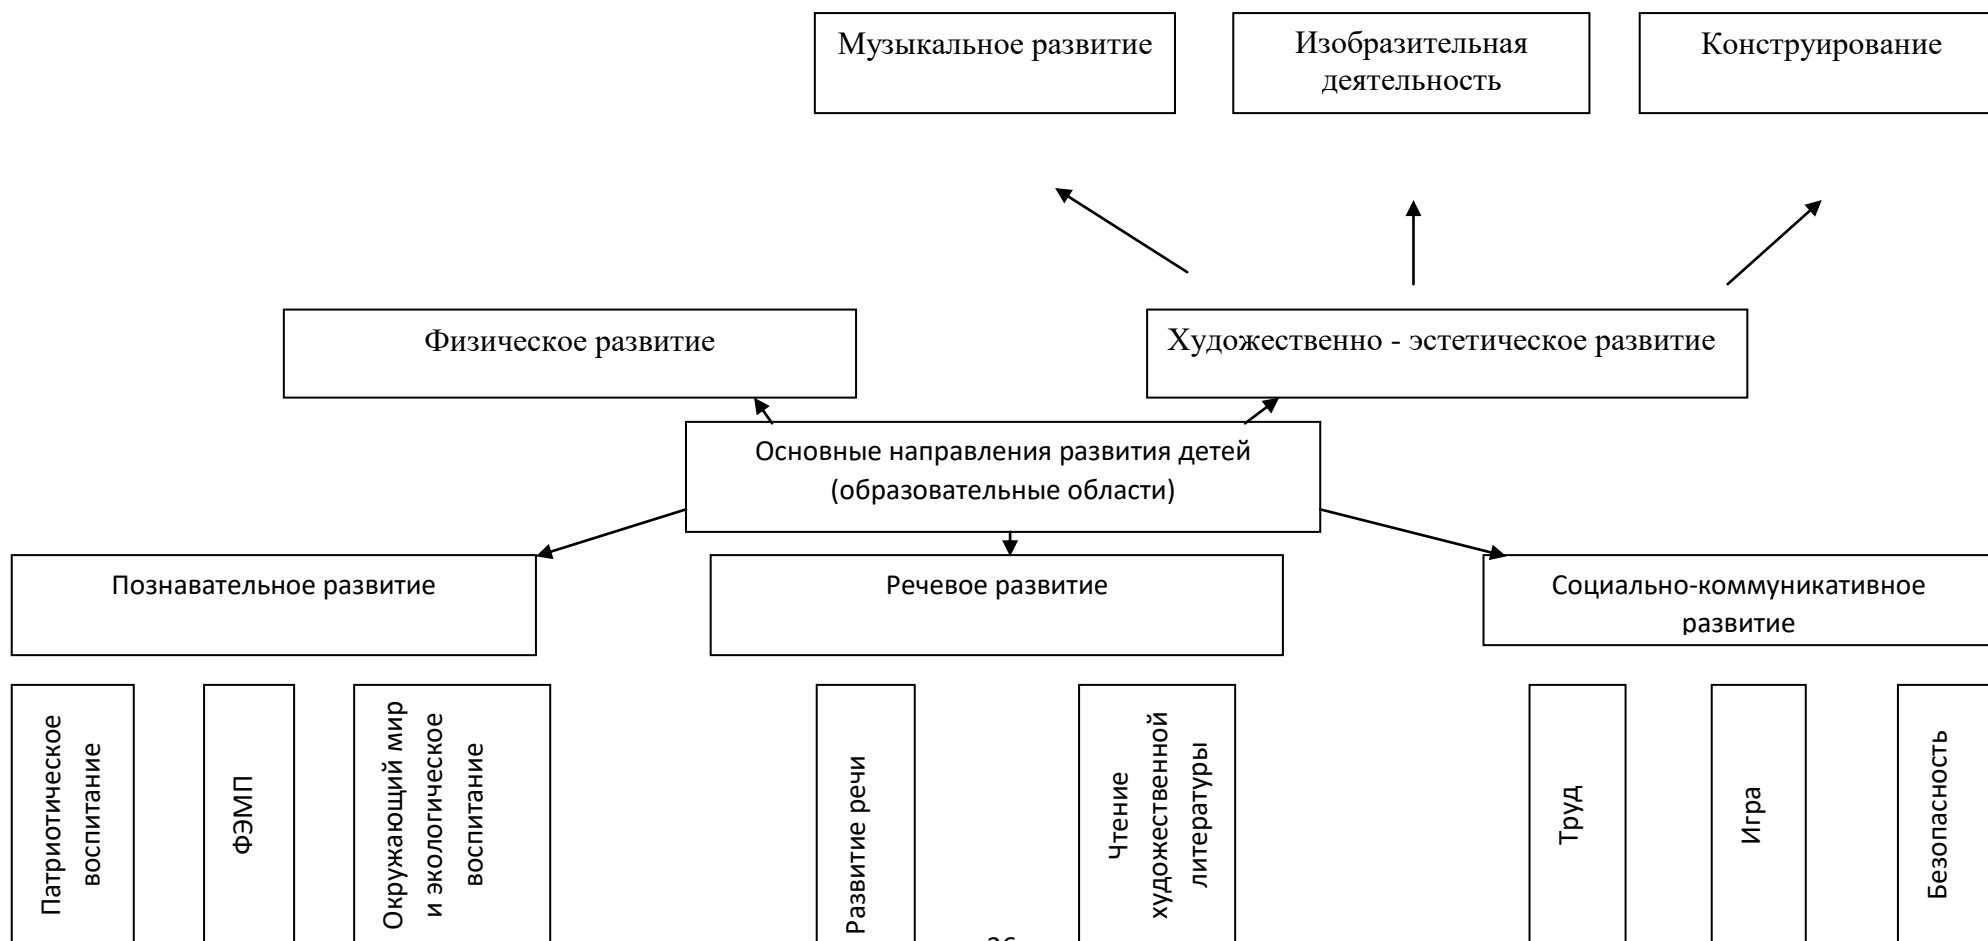 Музыкальное развитие
Изобразительная
деятельность
Конструирование
Физическое развитие
Художественно - эстетическое развитие
Основные направления развития детей
(образовательные области)
Познавательное развитие
Речевое развитие
Социально-коммуникативное
развитие
Патриотическое
воспитание
ФЭМП
Окружающий мир
и экологическое
воспитание
Развитие речи
Чтение
художественной
литературы
Труд
Игра
Безопасность